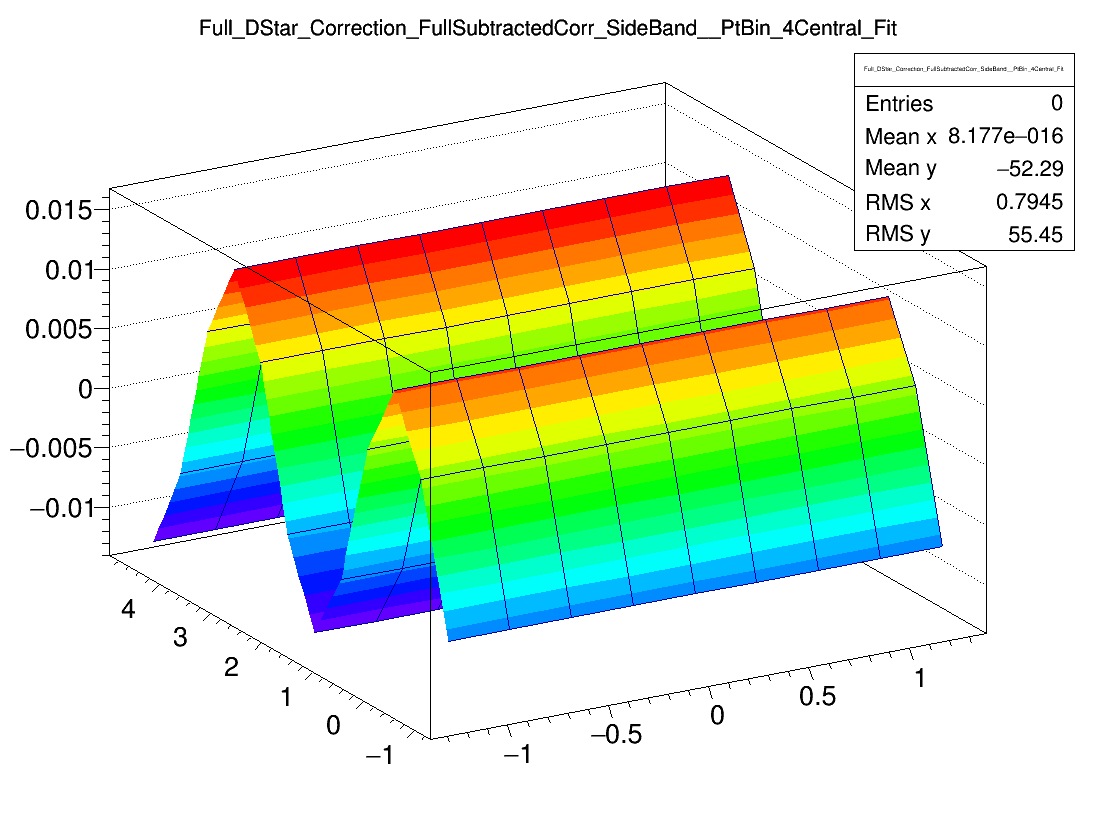 Full_DStar_Correction_FullSubtractedCorr_SideBand__PtBin_4Central_Fit
Full_DStar_Correction_FullSubtractedCorr_SideBand__PtBin_4Central_Fit
Entries 0
Mean x 8.177e−016
Mean y −52.29
RMS x 0.7945
RMS y 55.45
0.015
0.01
0.005
0
−0.005
−0.01
4
3
2
1
0
−1
−1
−0.5
0
0.5
1